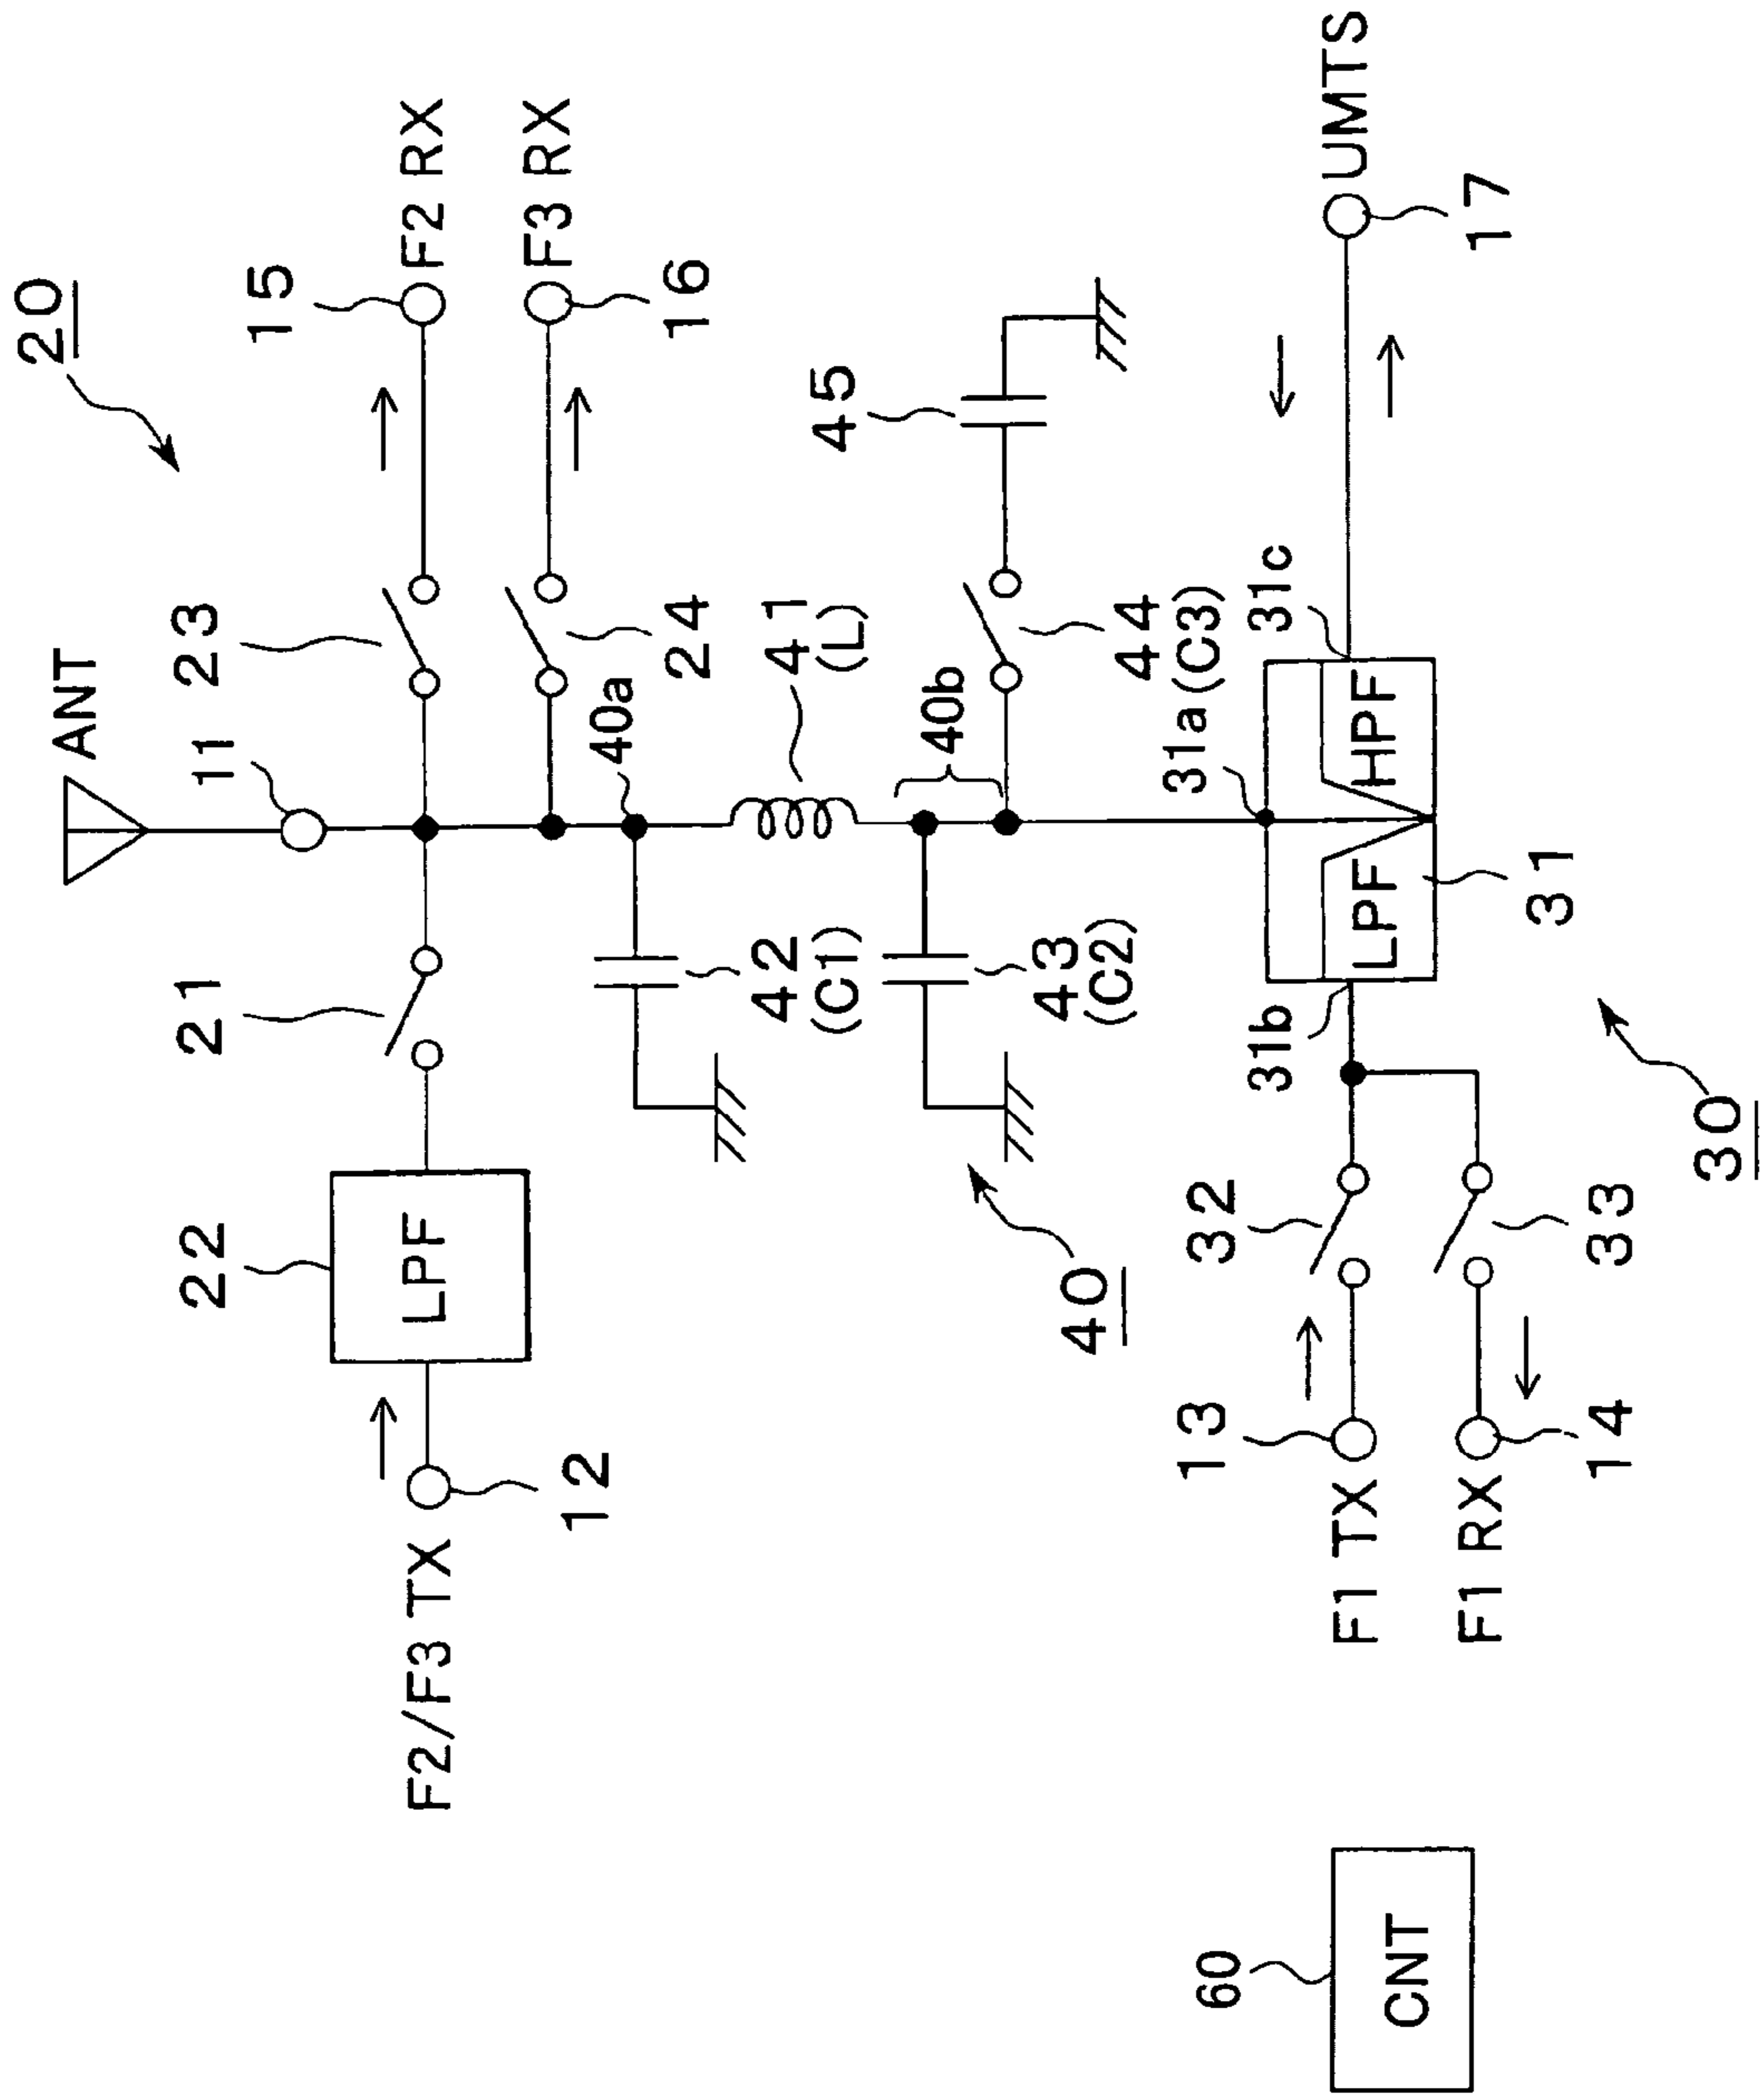 20
ANT
11
15
F2 RX
23
F3 RX
16
24
21
22
LPF
F2/F3 TX
12
40a
41
(L)
42
(C1)
40b
45
43
(C2)
44
(C3)
40
31a
31c
31b
LPF
HPF
31
UMTS
17
32
33
13
F1 TX
F1 RX
14
30
60
CNT